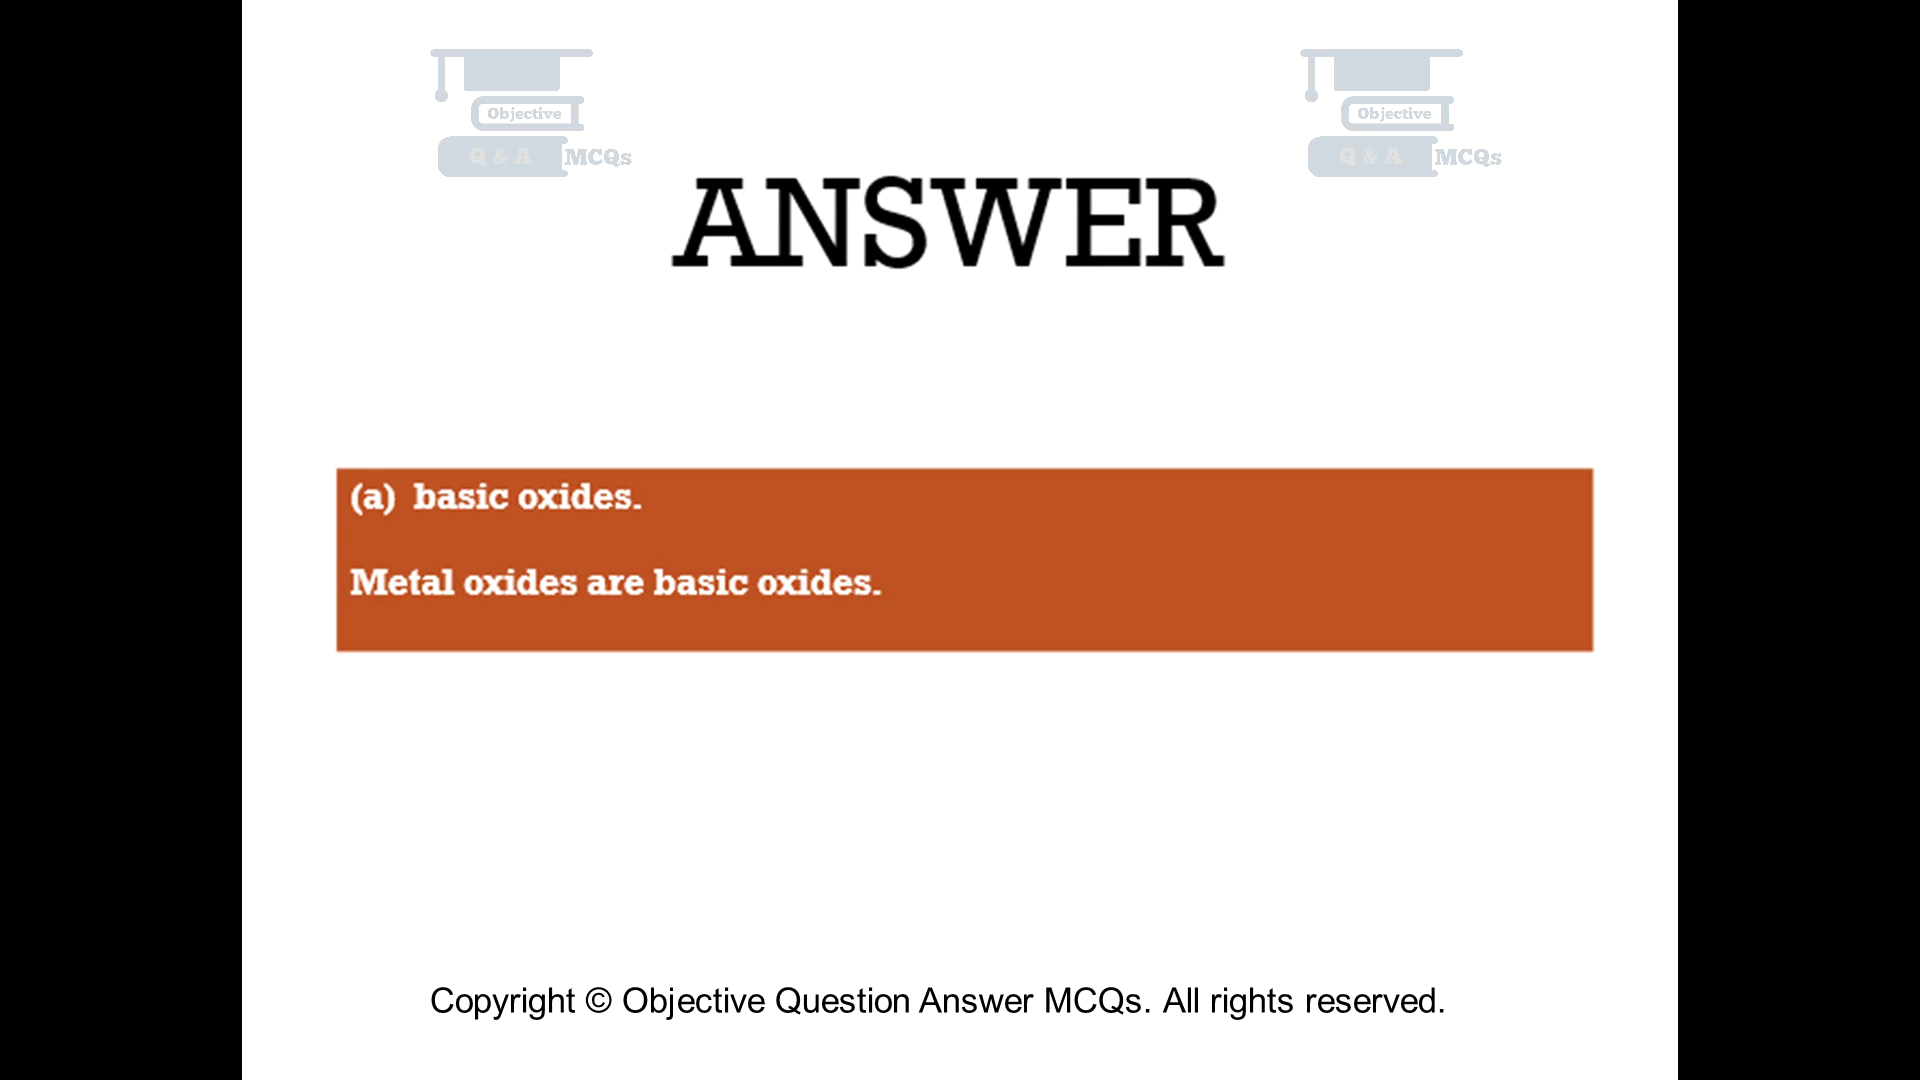 Objective
Q & A MCQs
Objective
Q & A MCQs
ANSWER
(a) basic oxides.
Metal oxides are basic oxides.
Copyright © Objective Question Answer MCQs. All rights reserved.